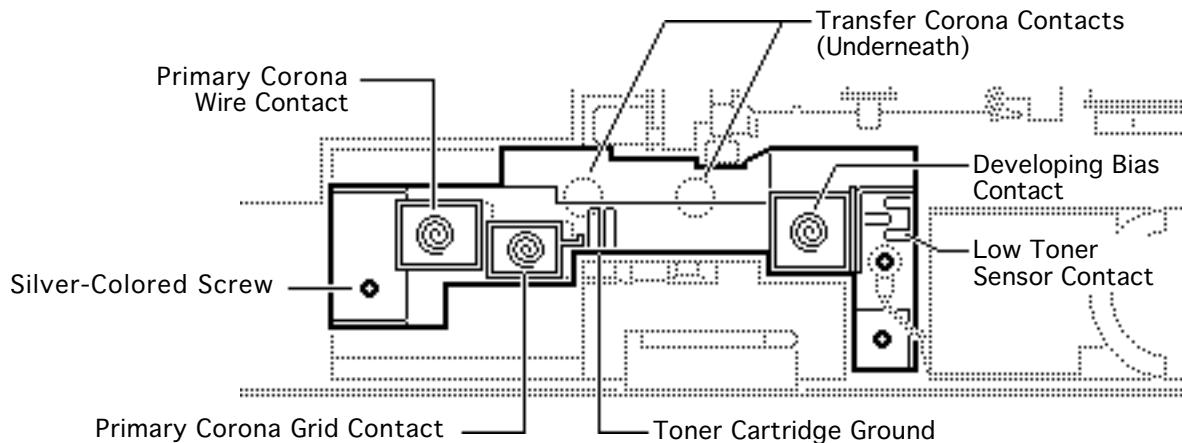 Transfer Corona Contacts
(Underneath)
Primary Corona
Wire Contact
Developing Bias
Contact
Low Toner
Sensor Contact
Silver-Colored Screw
Primary Corona Grid Contact
Toner Cartridge Ground